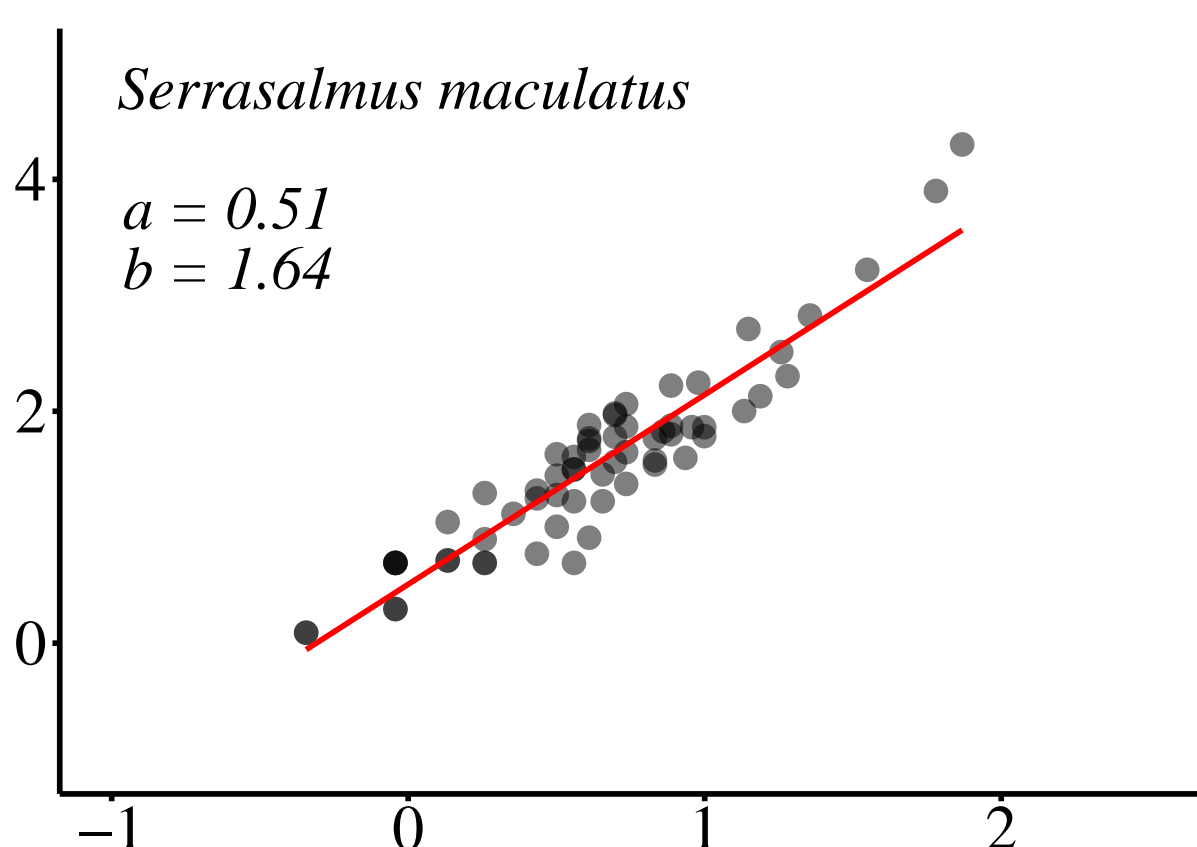 Serrasalmus maculatus
4
a = 0.51
b = 1.64
2
0
−1 0 1 2